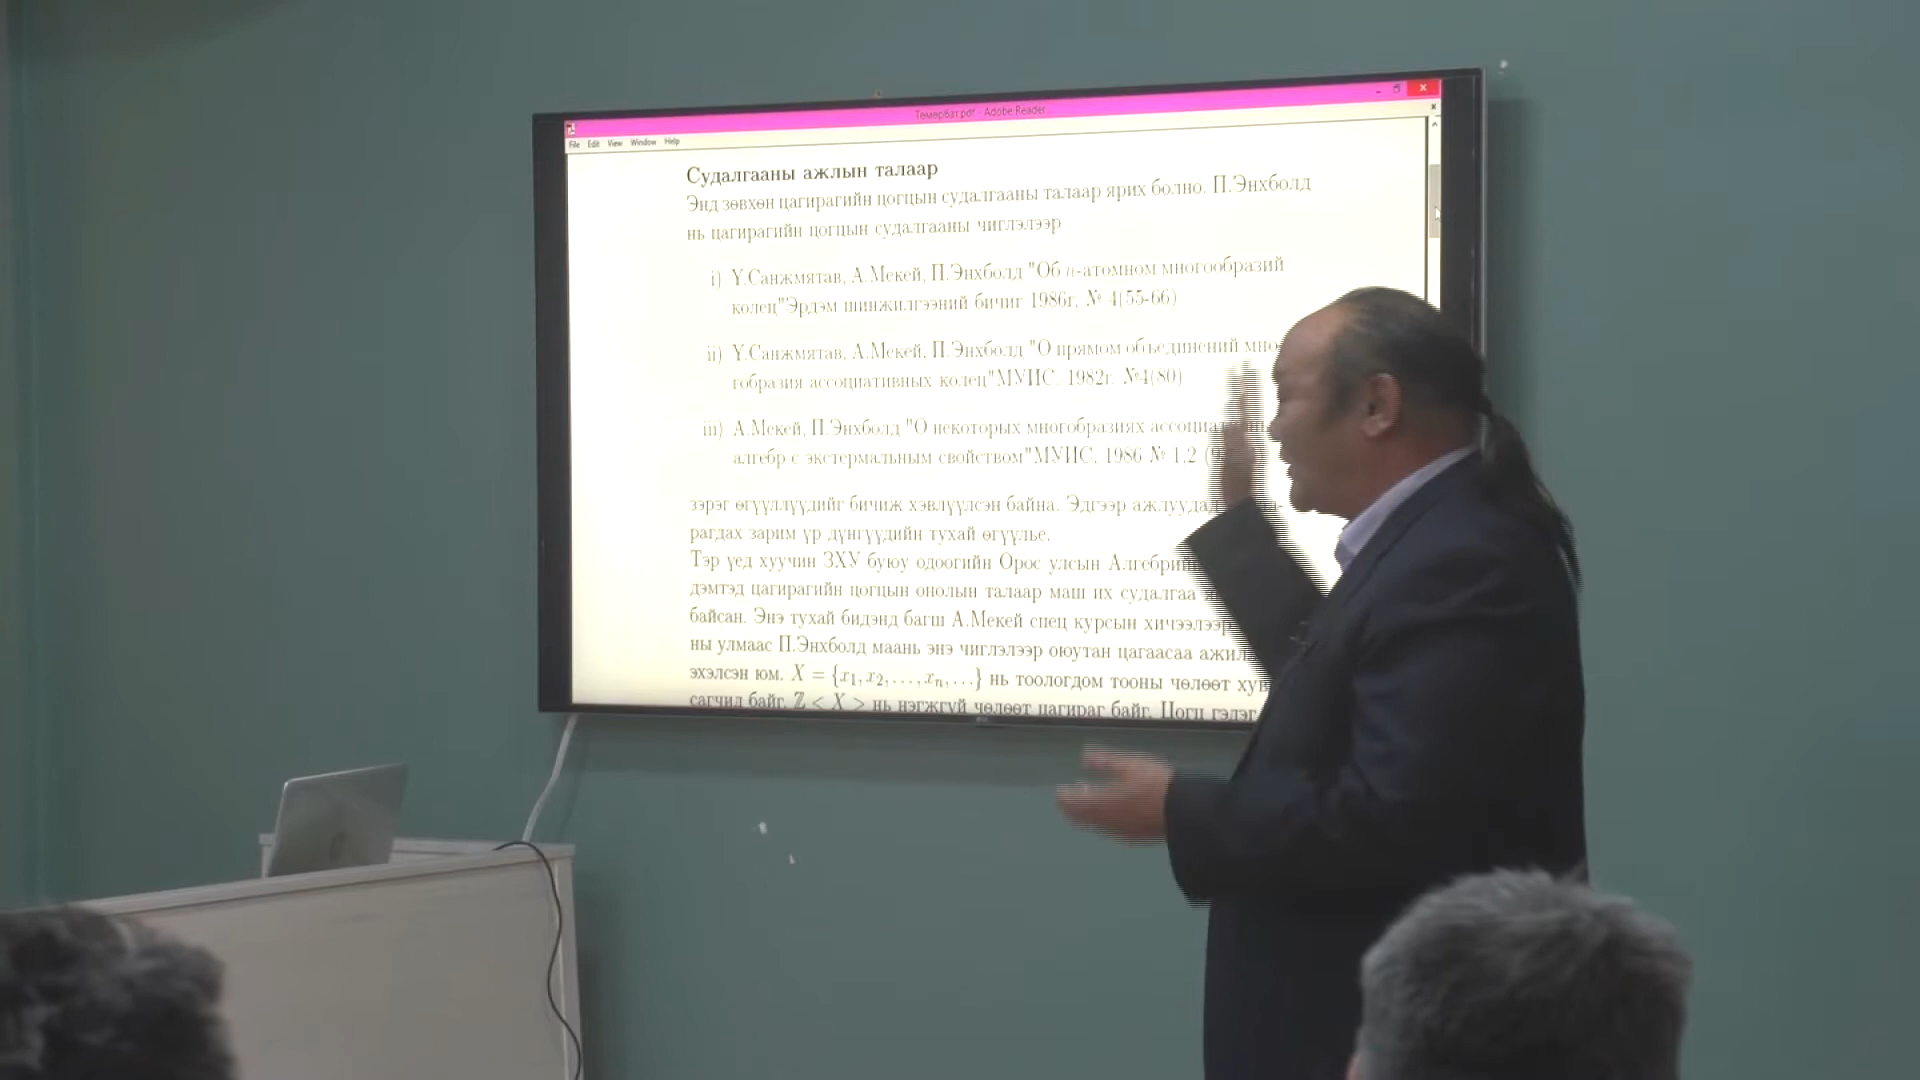 Төмөрбат.pdf - Adobe Reader
File Edit View Window Help
Судалгааны ажлын талаар
Энд зөвхөн цагирагийн цогцын судалгааны талаар ярих болно. П.Энхболд
нь цагирагийн цогцын судалгааны чиглэлээр
i) Ү.Санжмятав, А.Мекей, П.Энхболд "Об n-атомном многообразий
колец"Эрдэм шинжилгээний бичиг 1986г. № 4(55-66)
ii) Ү.Санжмятав, А.Мекей, П.Энхболд "О прямом объединений мно-
гобразия ассоциативных колец"МУИС. 1982г. №4(80)
iii) А.Мекей, П.Энхболд "О некоторых многобразиях
алгебр с экстермальным свойством"МУИС. 1986 № 1,2
зэрэг өгүүллүүдийг бичиж хэвлүүлсэн байна. Эдгээр
рагдах зарим үр дүнгүүдийн тухай өгүүлье.
Тэр үед хуучин ЗХУ буюу одоогийн Орос улсын
дэмтэд цагирагийн цогцын онолын талаар маш их судалгаа
байсан. Энэ тухай бидэнд багш А.Мекей спец курсын
ны улмаас П.Энхболд маань энэ чиглэлээр оюутан цагаасаа
эхэлсэн юм. X = {x₁, x₂, . . . , xₙ, . . .} нь тоологдом тооны чөлөөт
сагчид байг. ℤ < X > нь нэгжгүй чөлөөт цагираг байг. Цогц гэдэг